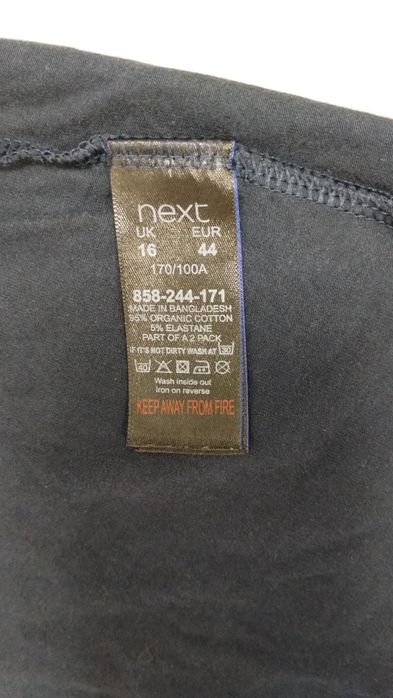 next
UK EUR
16 44
170/100A
858-244-171
MADE IN BANGLADESH
95% ORGANIC COTTON
5% ELASTANE
PART OF A 2 PACK
IF IT'S NOT DIRTY WASH AT 30
40
Wash inside out
Iron on reverse
KEEP AWAY FROM FIRE